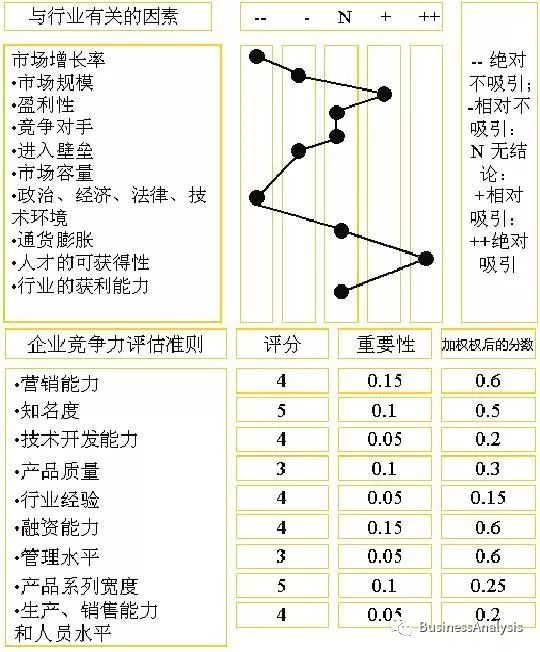 与行业有关的因素
-- - N + ++
市场增长率
•市场规模
•盈利性
•竞争对手
•进入壁垒
•市场容量
•政治、经济、法律、技
术环境
•通货膨胀
•人才的可获得性
•行业的获利能力
-- 绝对
不吸引；
-相对不
吸引：
N 无结
论：
+相对
吸引：
++绝对
吸引
企业竞争力评估准则 评分 重要性 加权权后的分数
•营销能力 4 0.15 0.6
•知名度 5 0.1 0.5
•技术开发能力 4 0.05 0.2
•产品质量 3 0.1 0.3
•行业经验 4 0.05 0.15
•融资能力 4 0.15 0.6
•管理水平 3 0.05 0.6
•产品系列宽度 5 0.1 0.25
•生产、销售能力
和人员水平 4 0.05 0.2
BusinessAnalysis